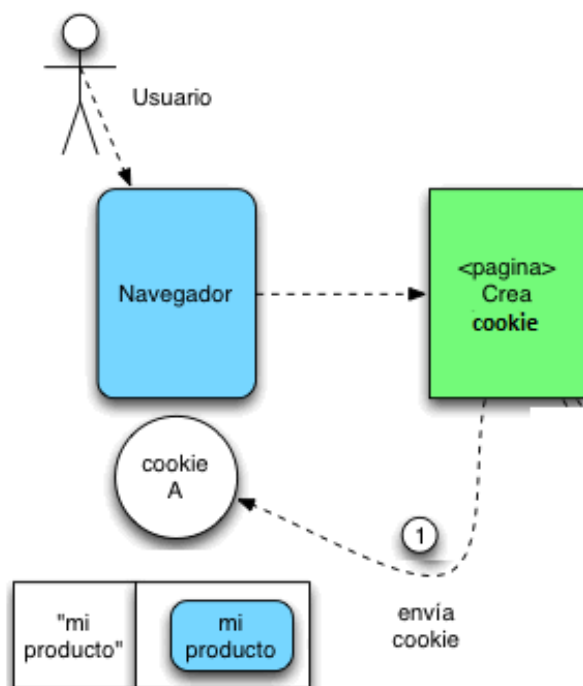 Usuario
Navegador
<pagina>
Crea
cookie
cookie
A
1
envía
cookie
"mi
producto"
mi
producto